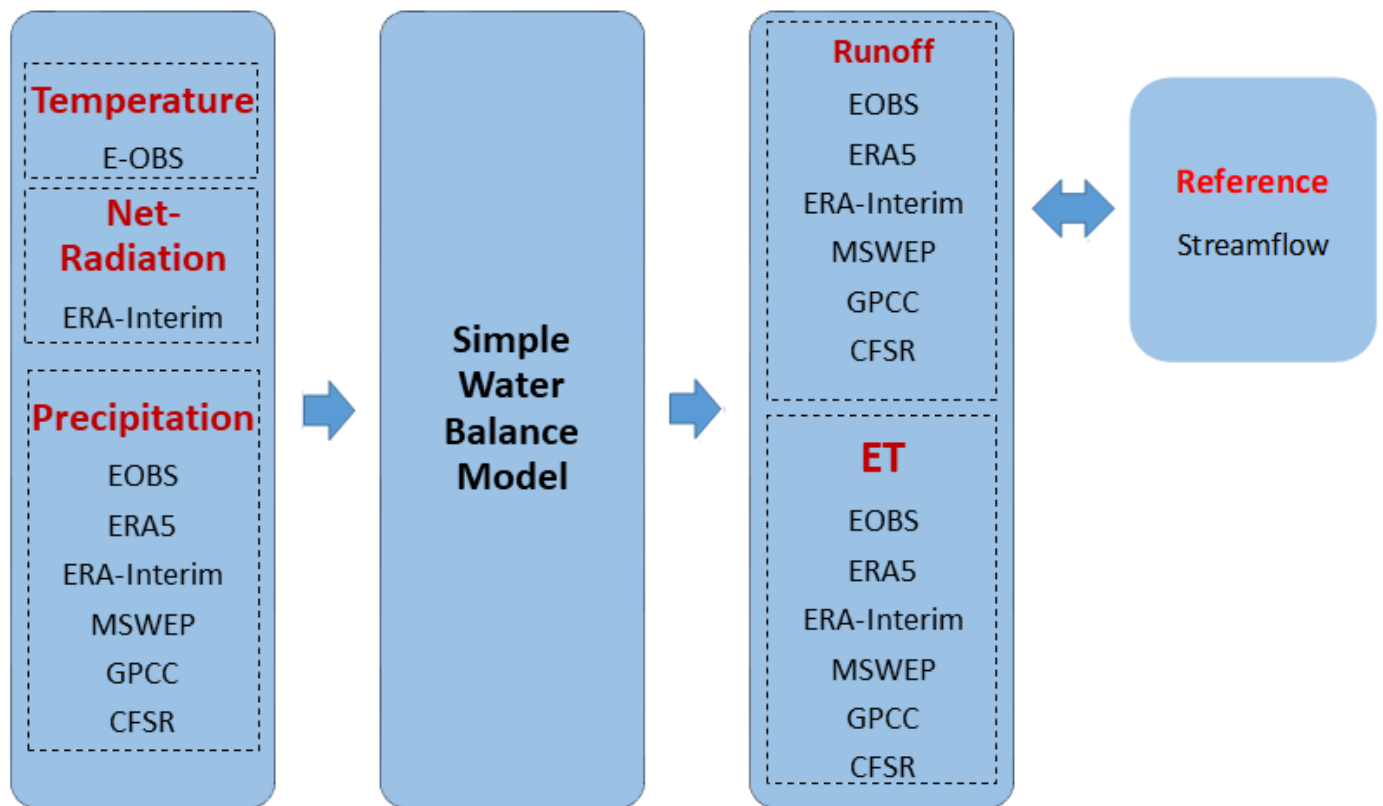 Temperature
E-OBS
Net-
Radiation
ERA-Interim
Precipitation
EOBS
ERA5
ERA-Interim
MSWEP
GPCC
CFSR
Simple
Water
Balance
Model
Runoff
EOBS
ERA5
ERA-Interim
MSWEP
GPCC
CFSR
ET
EOBS
ERA5
ERA-Interim
MSWEP
GPCC
CFSR
Reference
Streamflow